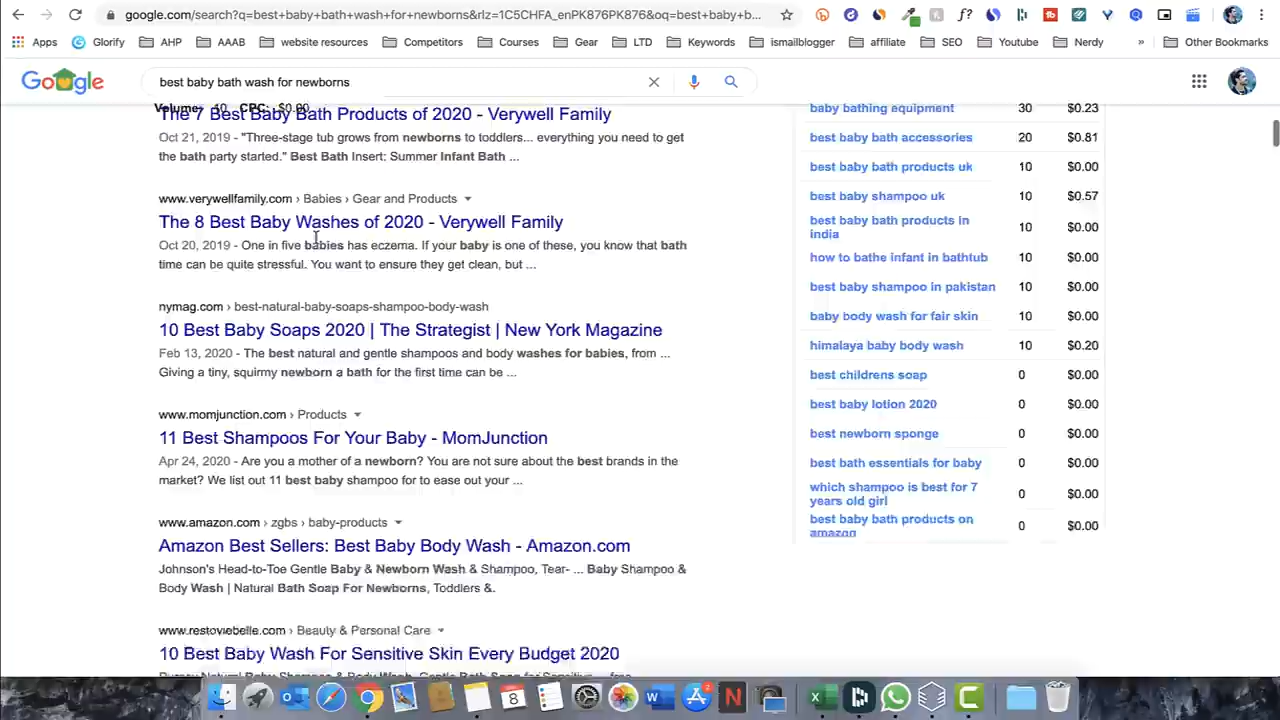 google.com/search?q=best+baby+bath+wash+for+newborns&rlz=1C5CHFA_enPK876PK876&oq=best+baby+b...
Apps Glorify AHP AAAB website resources Competitors Courses Gear LTD Keywords ismailblogger affiliate SEO Youtube Nerdy » Other Bookmarks
Google best baby bath wash for newborns
Volume: 10 CPC: $0.00
The 7 Best Baby Bath Products of 2020 - Verywell Family
Oct 21, 2019 - "Three-stage tub grows from newborns to toddlers... everything you need to get
the bath party started." Best Bath Insert: Summer Infant Bath ...
www.verywellfamily.com › Babies › Gear and Products
The 8 Best Baby Washes of 2020 - Verywell Family
Oct 20, 2019 - One in five babies has eczema. If your baby is one of these, you know that bath
time can be quite stressful. You want to ensure they get clean, but ...
nymag.com › best-natural-baby-soaps-shampoo-body-wash
10 Best Baby Soaps 2020 | The Strategist | New York Magazine
Feb 13, 2020 - The best natural and gentle shampoos and body washes for babies, from ...
Giving a tiny, squirmy newborn a bath for the first time can be ...
www.momjunction.com › Products
11 Best Shampoos For Your Baby - MomJunction
Apr 24, 2020 - Are you a mother of a newborn? You are not sure about the best brands in the
market? We list out 11 best baby shampoo for to ease out your ...
www.amazon.com › zgbs › baby-products
Amazon Best Sellers: Best Baby Body Wash - Amazon.com
Johnson's Head-to-Toe Gentle Baby & Newborn Wash & Shampoo, Tear- ... Baby Shampoo &
Body Wash | Natural Bath Soap For Newborns, Toddlers &.
www.restoviebelle.com › Beauty & Personal Care
10 Best Baby Wash For Sensitive Skin Every Budget 2020
baby bathing equipment 30 $0.23
best baby bath accessories 20 $0.81
best baby bath products uk 10 $0.00
best baby shampoo uk 10 $0.57
best baby bath products in
india 10 $0.00
how to bathe infant in bathtub 10 $0.00
best baby shampoo in pakistan 10 $0.00
baby body wash for fair skin 10 $0.00
himalaya baby body wash 10 $0.20
best childrens soap 0 $0.00
best baby lotion 2020 0 $0.00
best newborn sponge 0 $0.00
best bath essentials for baby 0 $0.00
which shampoo is best for 7
years old girl 0 $0.00
best baby bath products on
amazon 0 $0.00